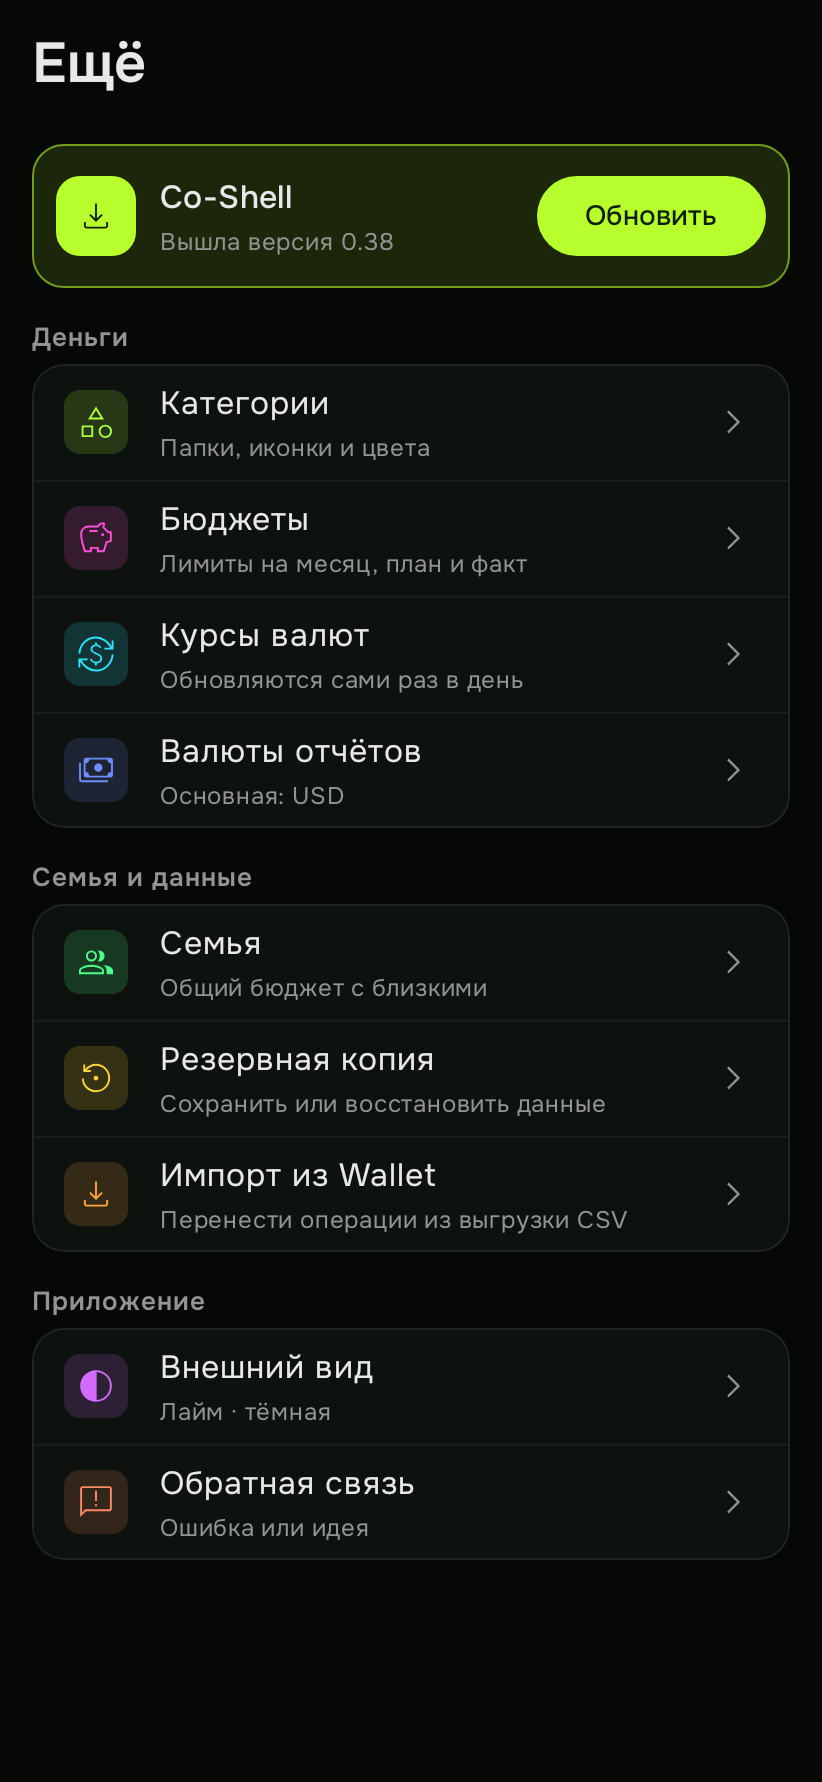 Ещё
Co-Shell
Вышла версия 0.38
Обновить
Деньги
Категории
Папки, иконки и цвета
Бюджеты
Лимиты на месяц, план и факт
Курсы валют
Обновляются сами раз в день
Валюты отчётов
Основная: USD
Семья и данные
Семья
Общий бюджет с близкими
Резервная копия
Сохранить или восстановить данные
Импорт из Wallet
Перенести операции из выгрузки CSV
Приложение
Внешний вид
Лайм · тёмная
Обратная связь
Ошибка или идея